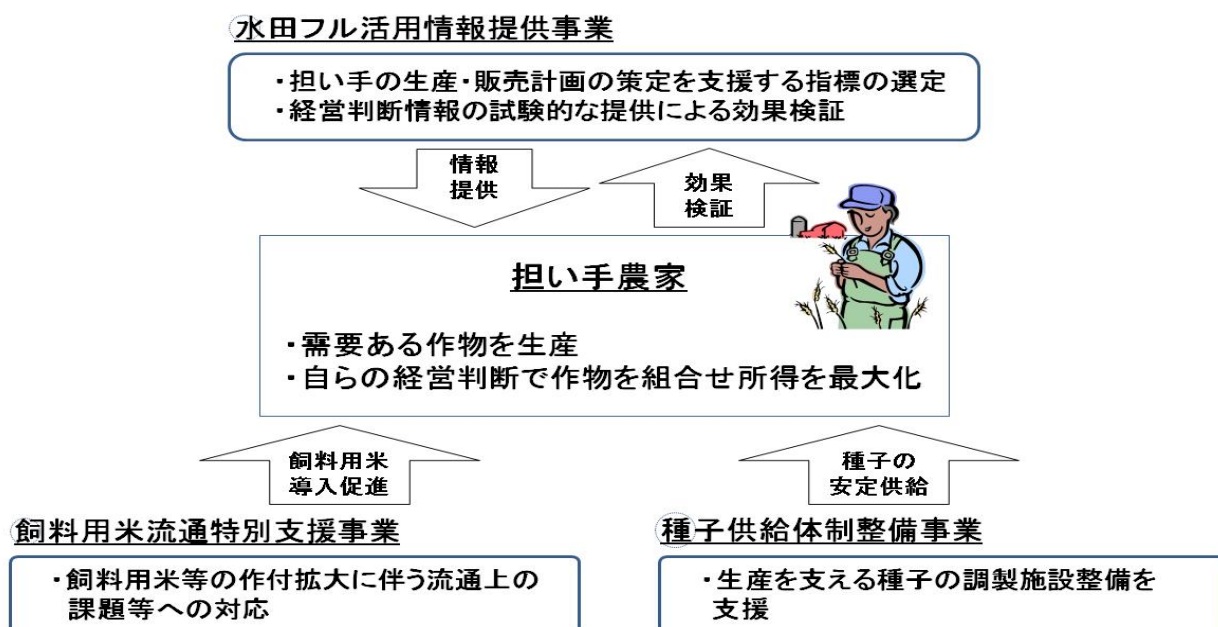 水田フル活用情報提供事業
・担い手の生産・販売計画の策定を支援する指標の選定
・経営判断情報の試験的な提供による効果検証
情報
提供
効果
検証
担い手農家
・需要ある作物を生産
・自らの経営判断で作物を組合せ所得を最大化
飼料用米
導入促進
種子の
安定供給
飼料用米流通特別支援事業
・飼料用米等の作付拡大に伴う流通上の
課題等への対応
種子供給体制整備事業
・生産を支える種子の調製施設整備を
支援